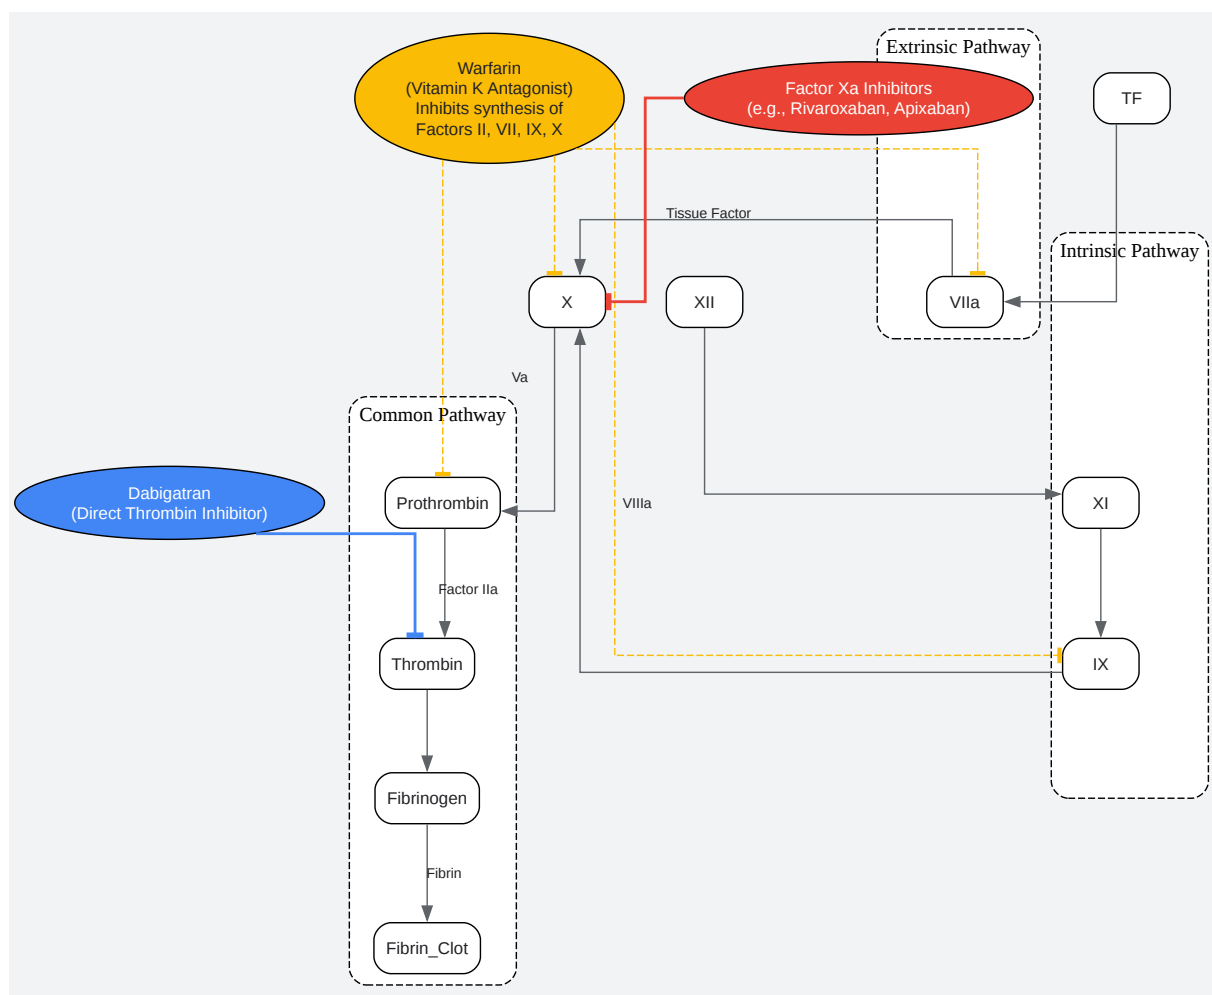 Extrinsic Pathway
Warfarin
(Vitamin K Antagonist)
Inhibits synthesis of
Factors II, VII, IX, X
Factor Xa Inhibitors
(e.g., Rivaroxaban, Apixaban)
TF
Tissue Factor
Intrinsic Pathway
X
XII
VIIa
Va
Common Pathway
Dabigatran
(Direct Thrombin Inhibitor)
Prothrombin
VIIIa
XI
Factor IIa
Thrombin
IX
Fibrinogen
Fibrin
Fibrin_Clot